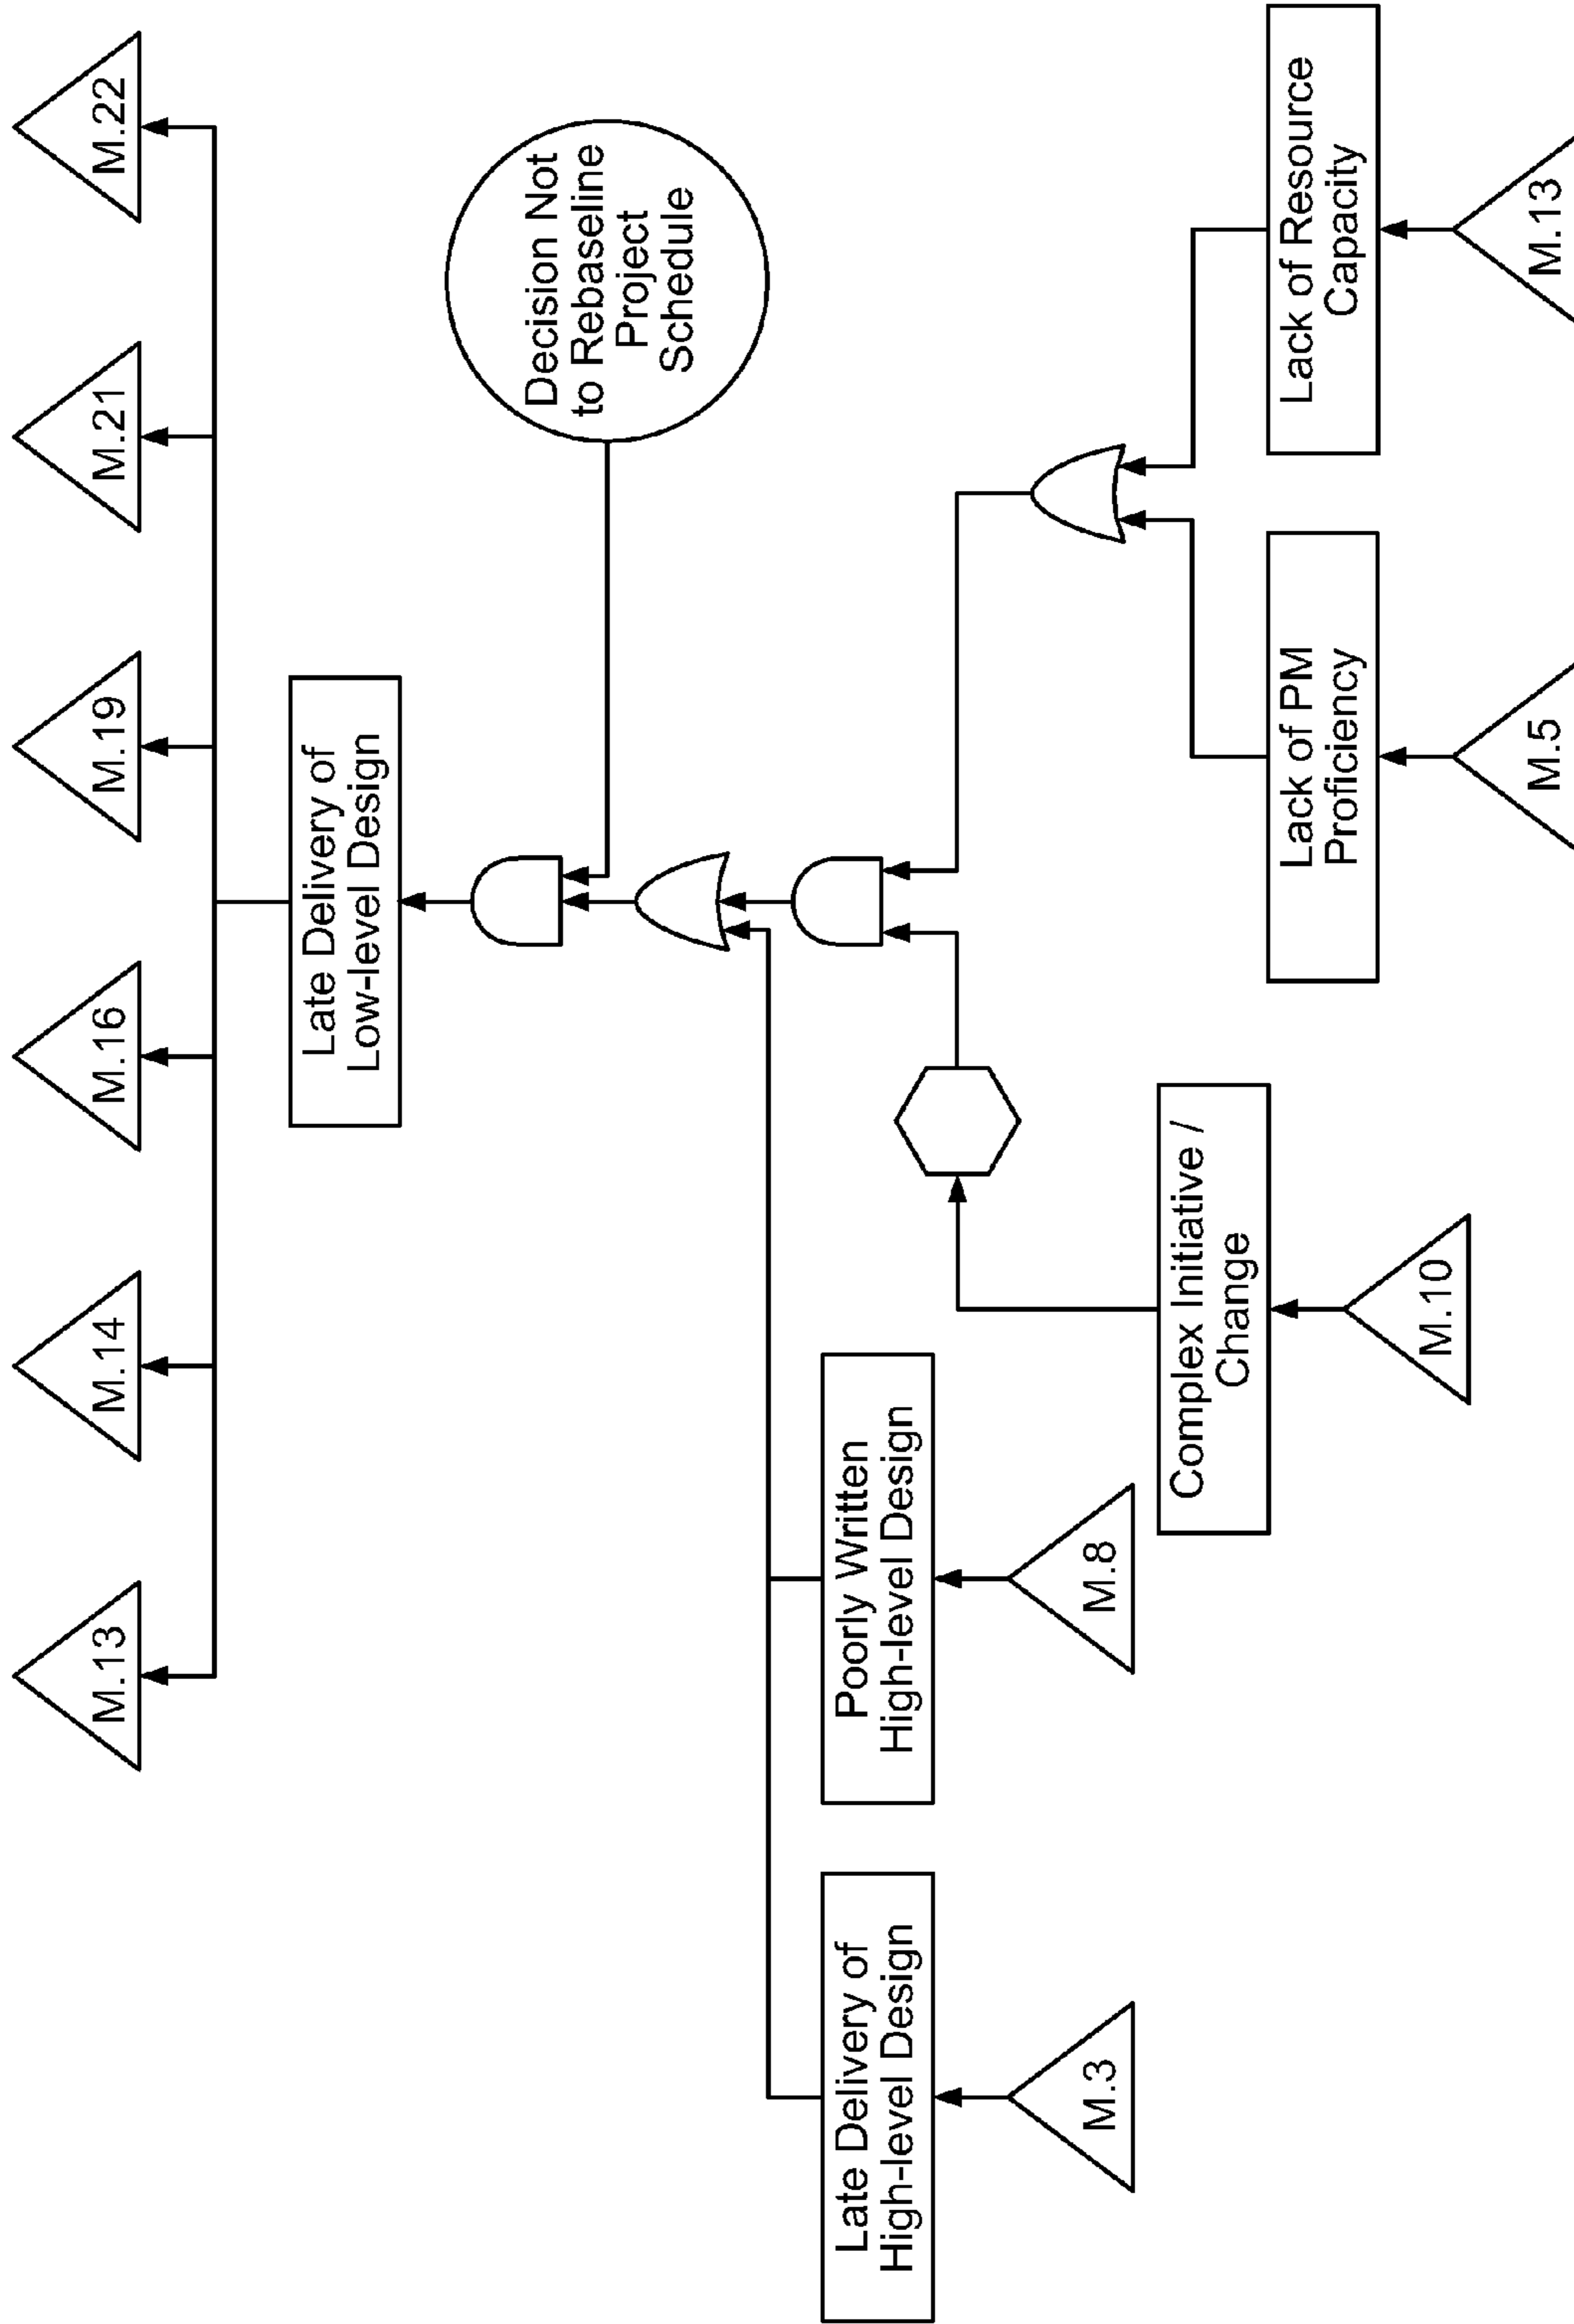 M.13
M.14
M.16
M.19
M.21
M.22
Late Delivery of
Low-level Design
Decision Not
to Rebaseline
Project
Schedule
Late Delivery of
High-level Design
M.3
Poorly Written
High-level Design
M.8
Complex Initiative /
Change
M.10
Lack of PM
Proficiency
M.5
Lack of Resource
Capacity
M.13